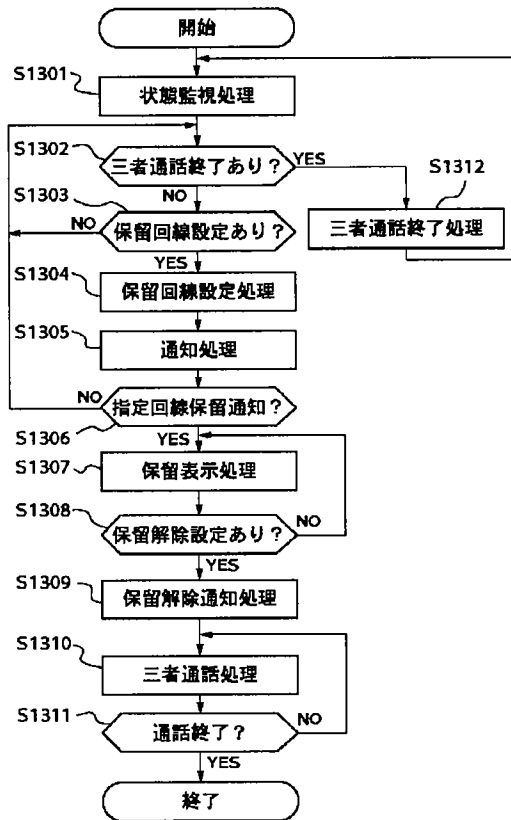 開始
S1301
状態監視処理
S1302
三者通話終了あり?
YES
S1312
三者通話終了処理
S1303
NO
NO
保留回線設定あり?
S1304
YES
保留回線設定処理
S1305
通知処理
NO
指定回線保留通知?
S1306
YES
S1307
保留表示処理
S1308
保留解除設定あり?
NO
YES
S1309
保留解除通知処理
S1310
三者通話処理
S1311
通話終了?
NO
YES
終了